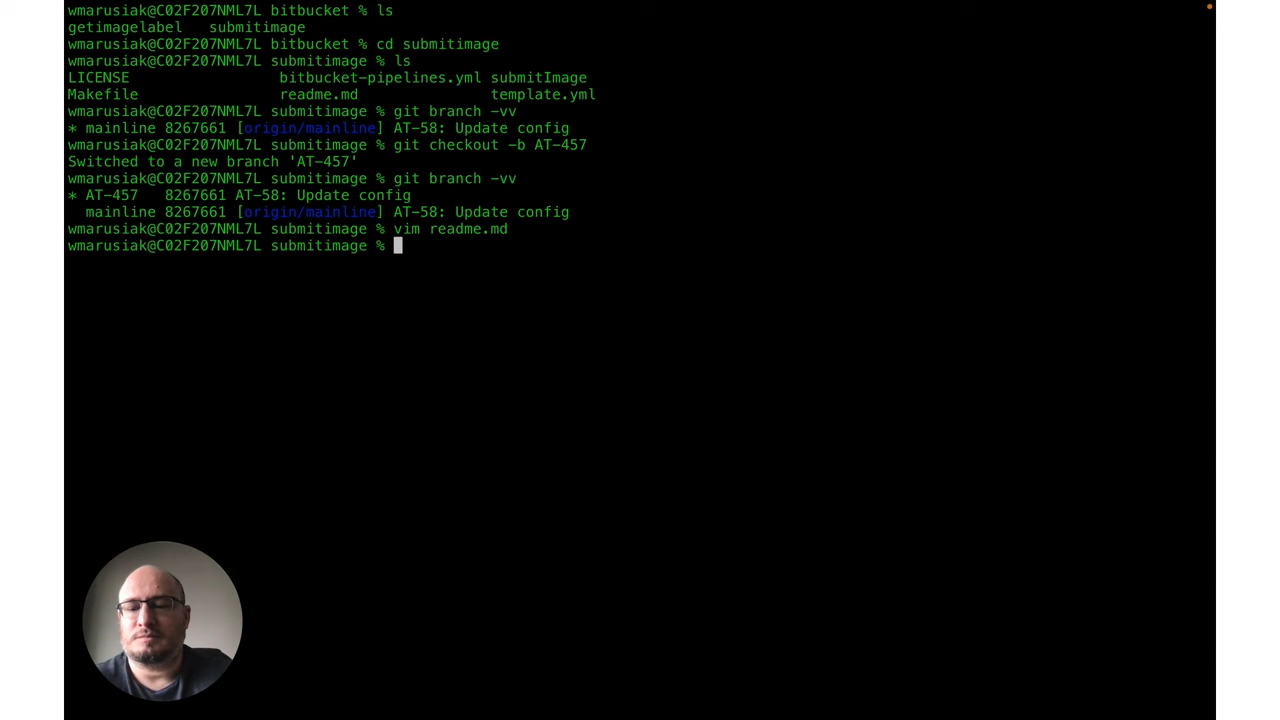 wmarusiak@C02F207NML7L bitbucket % ls
getimagelabel submitimage
wmarusiak@C02F207NML7L bitbucket % cd submitimage
wmarusiak@C02F207NML7L submitimage % ls
LICENSE bitbucket-pipelines.yml submitImage
Makefile readme.md template.yml
wmarusiak@C02F207NML7L submitimage % git branch -vv
* mainline 8267661 [origin/mainline] AT-58: Update config
wmarusiak@C02F207NML7L submitimage % git checkout -b AT-457
Switched to a new branch 'AT-457'
wmarusiak@C02F207NML7L submitimage % git branch -vv
* AT-457 8267661 AT-58: Update config
mainline 8267661 [origin/mainline] AT-58: Update config
wmarusiak@C02F207NML7L submitimage % vim readme.md
wmarusiak@C02F207NML7L submitimage %